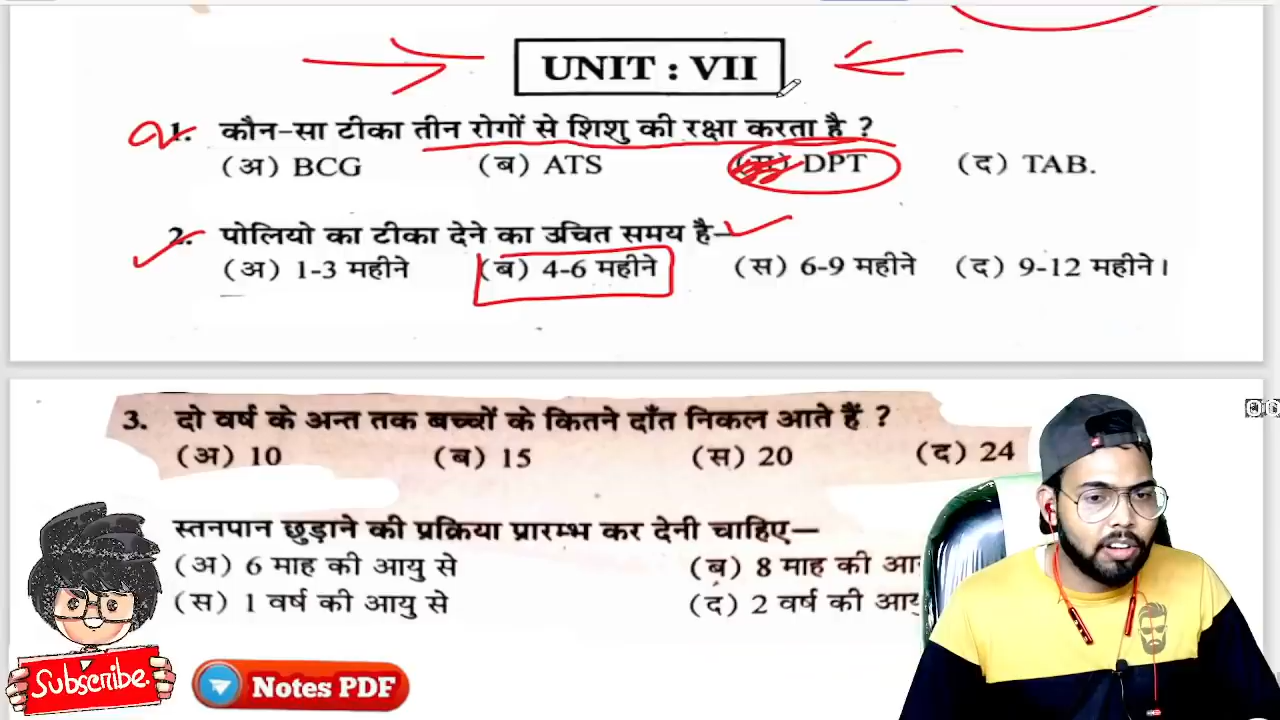 UNIT : VII
1. कौन-सा टीका तीन रोगों से शिशु की रक्षा करता है ?
(अ) BCG (ब) ATS (स) DPT (द) TAB.
2. पोलियो का टीका देने का उचित समय है–
(अ) 1-3 महीने (ब) 4-6 महीने (स) 6-9 महीने (द) 9-12 महीने।
3. दो वर्ष के अन्त तक बच्चों के कितने दाँत निकल आते हैं ?
(अ) 10 (ब) 15 (स) 20 (द) 24
स्तनपान छुड़ाने की प्रक्रिया प्रारम्भ कर देनी चाहिए—
(अ) 6 माह की आयु से (ब) 8 माह की
(स) 1 वर्ष की आयु से (द) 2 वर्ष की
Subscribe.
Notes PDF